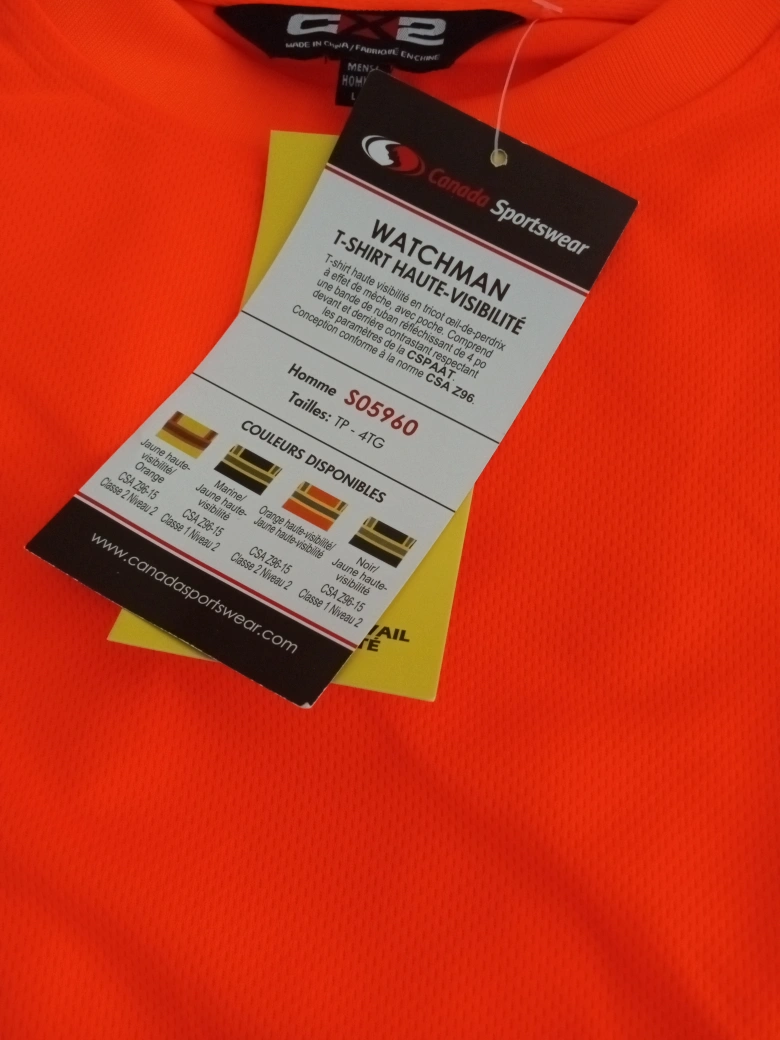 CX2
MADE IN CHINA / FABRIQUÉ EN CHINE
MENS
L
Canada Sportswear
WATCHMAN
T-SHIRT HAUTE-VISIBILITÉ
T-shirt haute visibilité en tricot œil-de-perdrix
à effet de mèche, avec poche. Comprend
une bande de ruban réfléchissant de 4 po
devant et derrière contrastant respectant
les paramètres de la CSPAAT.
Conception conforme à la norme CSA Z96.
Homme S05960
Tailles: TP - 4TG
COULEURS DISPONIBLES
Jaune haute-
visibilité/
Orange
CSA Z96-15
Classe 2 Niveau 2
Marine/
Jaune haute-
visibilité
CSA Z96-15
Classe 1 Niveau 2
Orange haute-visibilité/
Jaune haute-visibilité
CSA Z96-15
Classe 2 Niveau 2
Noir/
Jaune haute-
visibilité
CSA Z96-15
Classe 1 Niveau 2
www.canadasportswear.com
VAIL
TÉ